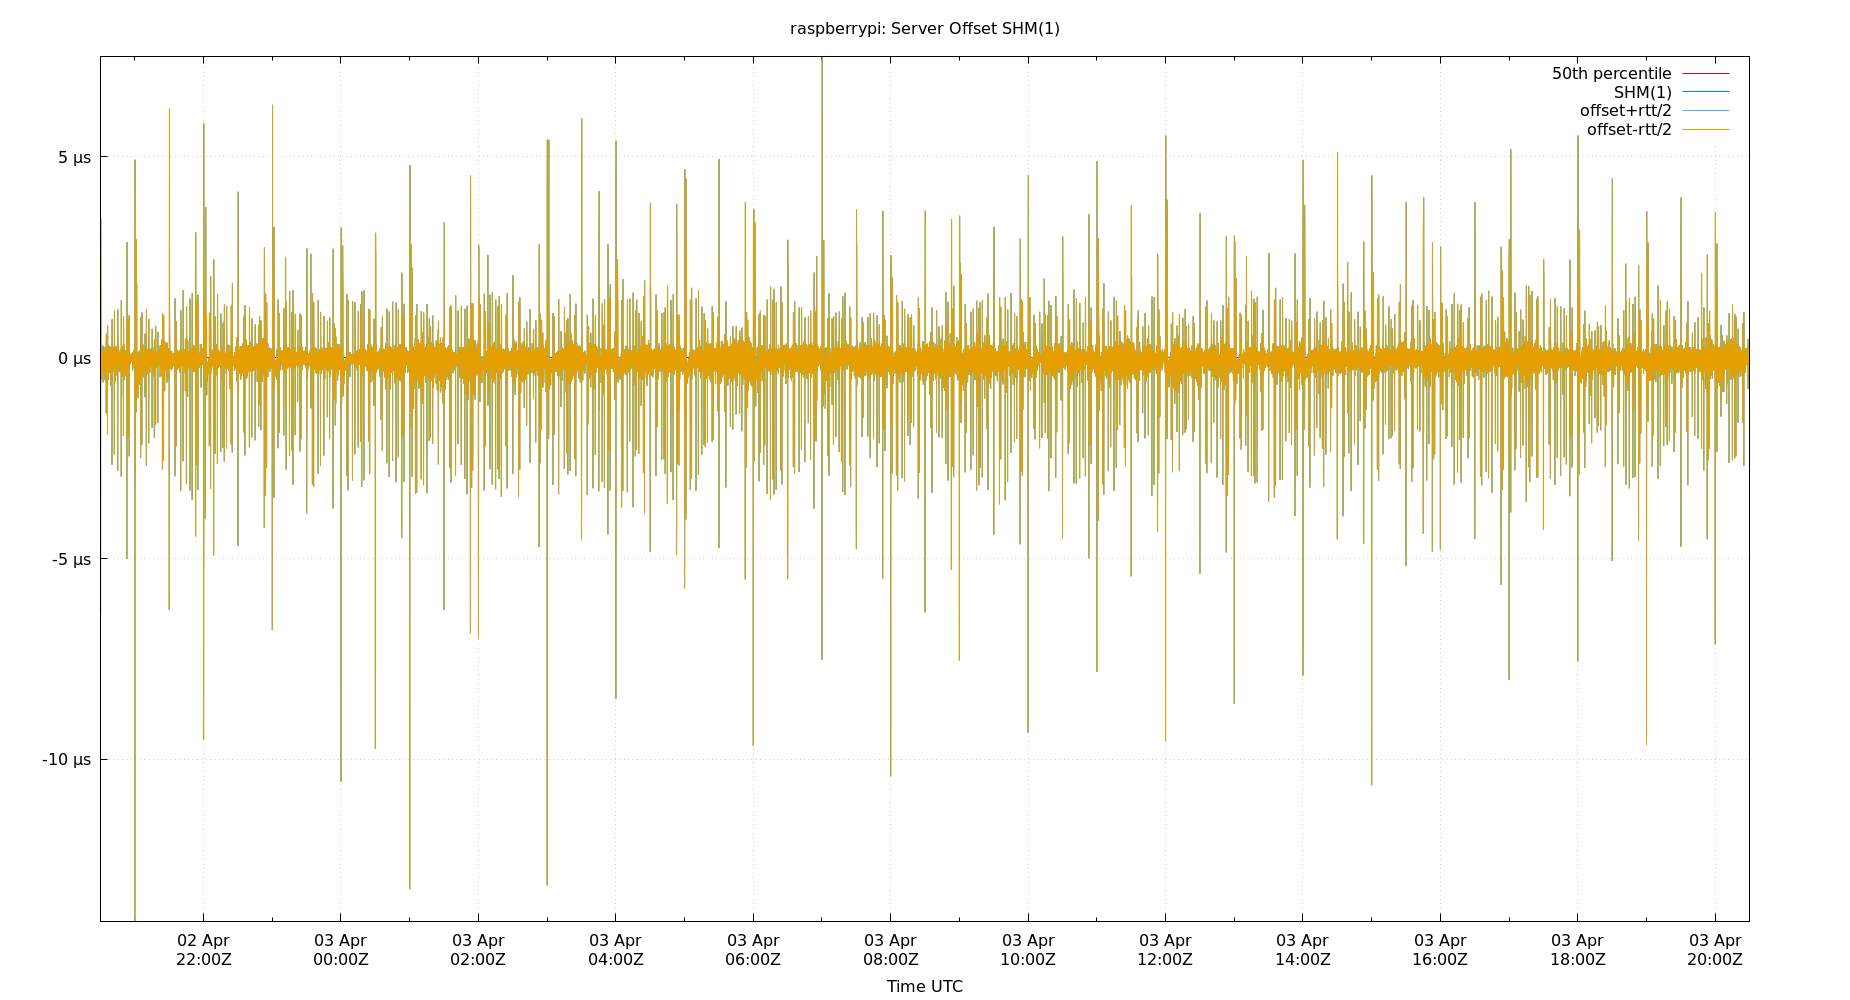 raspberrypi: Server Offset SHM(1)
50th percentile
SHM(1)
offset+rtt/2
offset-rtt/2
5 µs
0 µs
-5 µs
-10 µs
02 Apr 03 Apr 03 Apr 03 Apr 03 Apr 03 Apr 03 Apr 03 Apr 03 Apr 03 Apr 03 Apr 03 Apr
22:00Z 00:00Z 02:00Z 04:00Z 06:00Z 08:00Z 10:00Z 12:00Z 14:00Z 16:00Z 18:00Z 20:00Z
Time UTC